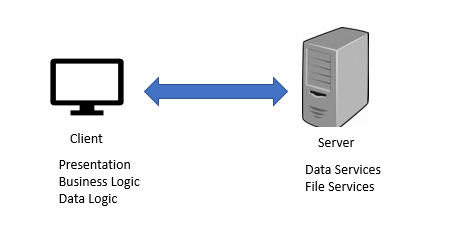 Client
Presentation
Business Logic
Data Logic
Server
Data Services
File Services